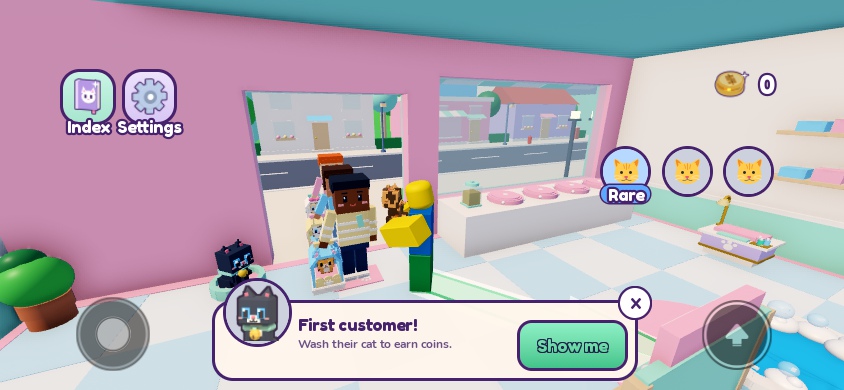 0
Index Settings
Rare
First customer!
Wash their cat to earn coins.
Show me